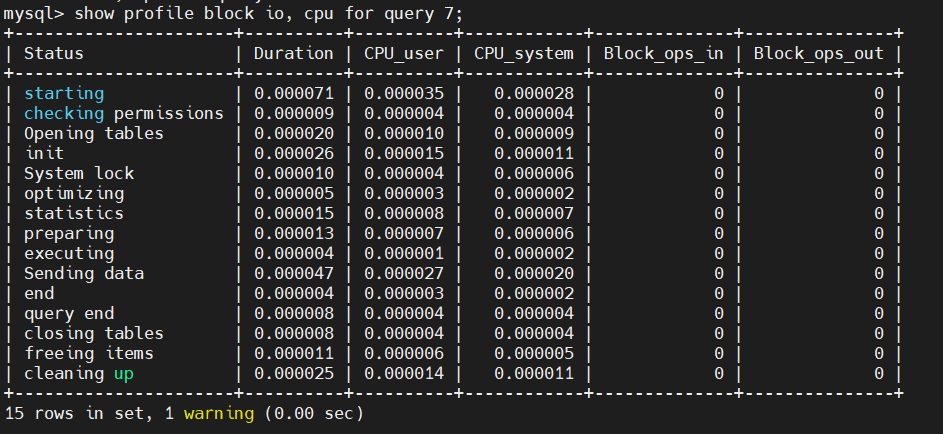 mysql> show profile block io, cpu for query 7;
+----------------------+----------+----------+------------+--------------+---------------+
| Status               | Duration | CPU_user | CPU_system | Block_ops_in | Block_ops_out |
+----------------------+----------+----------+------------+--------------+---------------+
| starting             | 0.000071 | 0.000035 |   0.000028 |            0 |             0 |
| checking permissions | 0.000009 | 0.000004 |   0.000004 |            0 |             0 |
| Opening tables       | 0.000020 | 0.000010 |   0.000009 |            0 |             0 |
| init                 | 0.000026 | 0.000015 |   0.000011 |            0 |             0 |
| System lock          | 0.000010 | 0.000004 |   0.000006 |            0 |             0 |
| optimizing           | 0.000005 | 0.000003 |   0.000002 |            0 |             0 |
| statistics           | 0.000015 | 0.000008 |   0.000007 |            0 |             0 |
| preparing            | 0.000013 | 0.000007 |   0.000006 |            0 |             0 |
| executing            | 0.000004 | 0.000001 |   0.000002 |            0 |             0 |
| Sending data         | 0.000047 | 0.000027 |   0.000020 |            0 |             0 |
| end                  | 0.000004 | 0.000003 |   0.000002 |            0 |             0 |
| query end            | 0.000008 | 0.000004 |   0.000004 |            0 |             0 |
| closing tables       | 0.000008 | 0.000004 |   0.000004 |            0 |             0 |
| freeing items        | 0.000011 | 0.000006 |   0.000005 |            0 |             0 |
| cleaning up          | 0.000025 | 0.000014 |   0.000011 |            0 |             0 |
+----------------------+----------+----------+------------+--------------+---------------+
15 rows in set, 1 warning (0.00 sec)